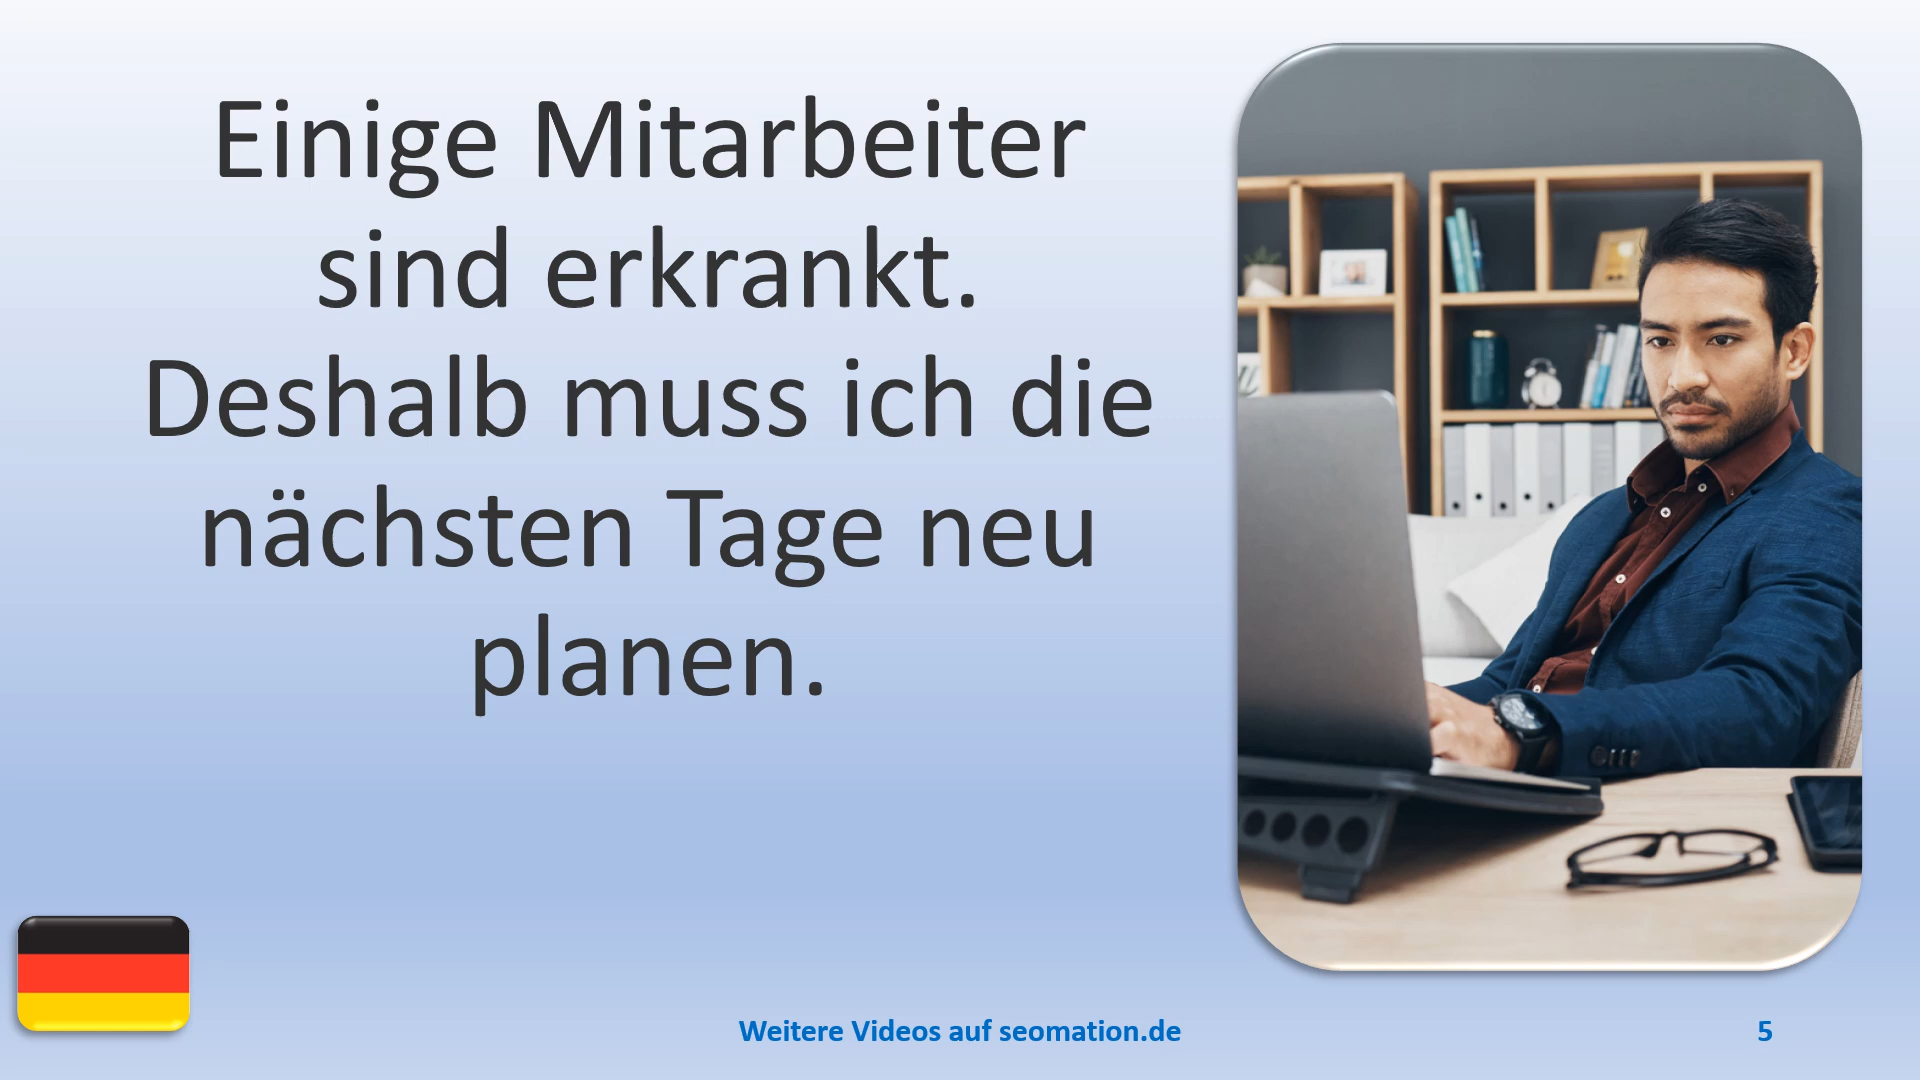 Einige Mitarbeiter
sind erkrankt.
Deshalb muss ich die
nächsten Tage neu
planen.
Weitere Videos auf seomation.de
5